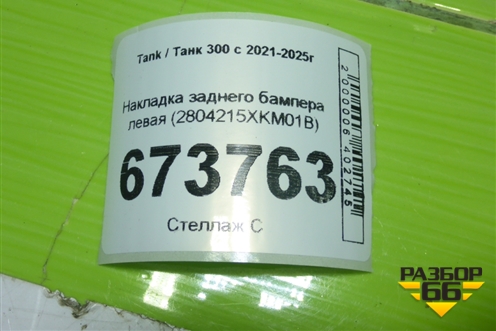 Tank / Танк 300 с 2021-2025г
Накладка заднего бампера
левая (2804215XKM01B)
673763
Стеллаж С
2000006402745
РАЗБОР
66